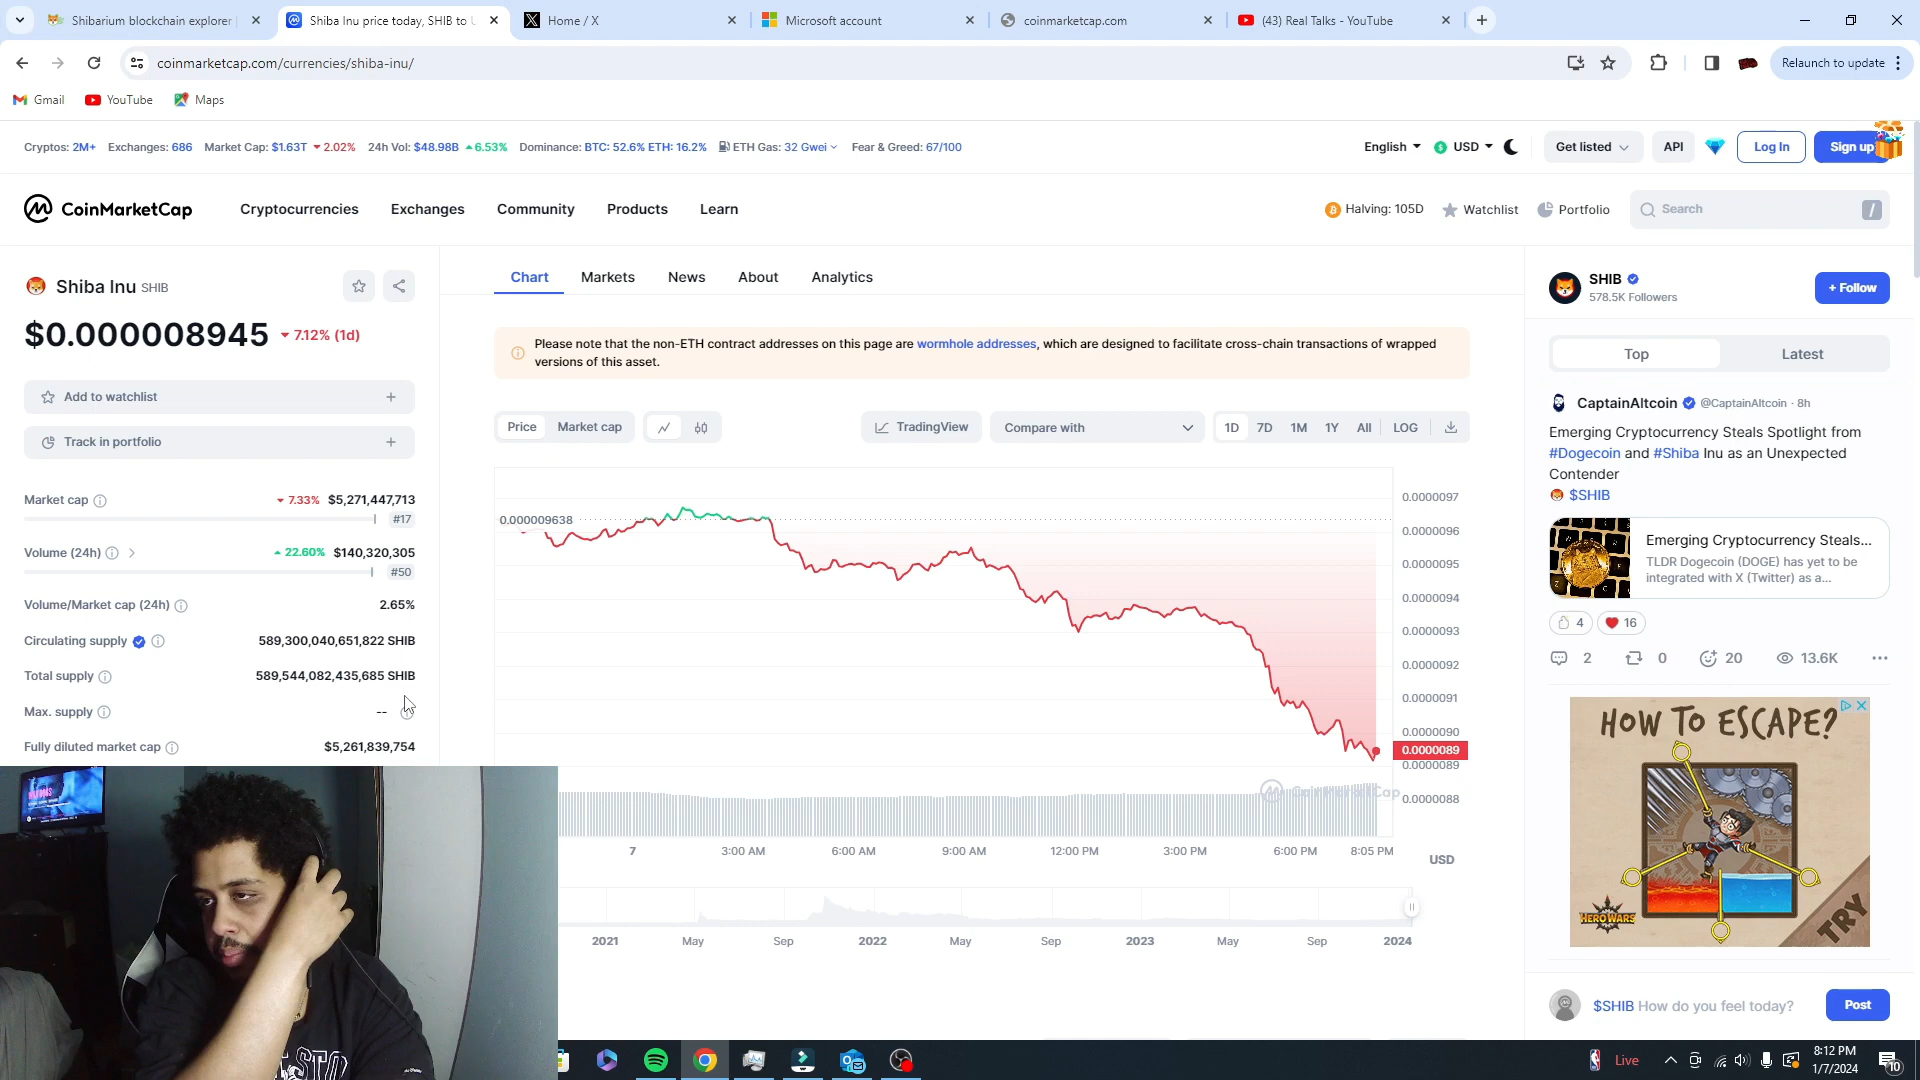 Shibarium blockchain explorer
Shiba Inu price today, SHIB to U
Home / X
Microsoft account
coinmarketcap.com
(43) Real Talks - YouTube
coinmarketcap.com/currencies/shiba-inu/
Relaunch to update
Gmail
YouTube
Maps
Cryptos: 2M+ Exchanges: 686 Market Cap: $1.63T 2.02% 24h Vol: $48.98B 6.53% Dominance: BTC: 52.6% ETH: 16.2% ETH Gas: 32 Gwei Fear & Greed: 67/100
English
USD
Get listed
API
Log In
Sign up
CoinMarketCap
Cryptocurrencies
Exchanges
Community
Products
Learn
Halving: 105D
Watchlist
Portfolio
Search
/
Shiba Inu SHIB
$0.000008945 7.12% (1d)
Add to watchlist
Track in portfolio
Market cap 7.33% $5,271,447,713
#17
Volume (24h) 22.60% $140,320,305
#50
Volume/Market cap (24h) 2.65%
Circulating supply 589,300,040,651,822 SHIB
Total supply 589,544,082,435,685 SHIB
Max. supply --
Fully diluted market cap $5,261,839,754
Chart
Markets
News
About
Analytics
Please note that the non-ETH contract addresses on this page are wormhole addresses, which are designed to facilitate cross-chain transactions of wrapped
versions of this asset.
Price
Market cap
TradingView
Compare with
1D 7D 1M 1Y All LOG
0.000009638
0.0000097
0.0000096
0.0000095
0.0000094
0.0000093
0.0000092
0.0000091
0.0000090
0.0000089
0.0000089
0.0000088
CoinMarketCap
7 3:00 AM 6:00 AM 9:00 AM 12:00 PM 3:00 PM 6:00 PM 8:05 PM
USD
2021 May Sep 2022 May Sep 2023 May Sep 2024
SHIB
578.5K Followers
+ Follow
Top
Latest
CaptainAltcoin @CaptainAltcoin · 8h
Emerging Cryptocurrency Steals Spotlight from
#Dogecoin and #Shiba Inu as an Unexpected
Contender
$SHIB
Emerging Cryptocurrency Steals...
TLDR Dogecoin (DOGE) has yet to be
integrated with X (Twitter) as a...
4
16
2
0
20
13.6K
HOW TO ESCAPE?
HERO WARS
TRY
$SHIB How do you feel today?
Post
Live
8:12 PM
1/7/2024
10